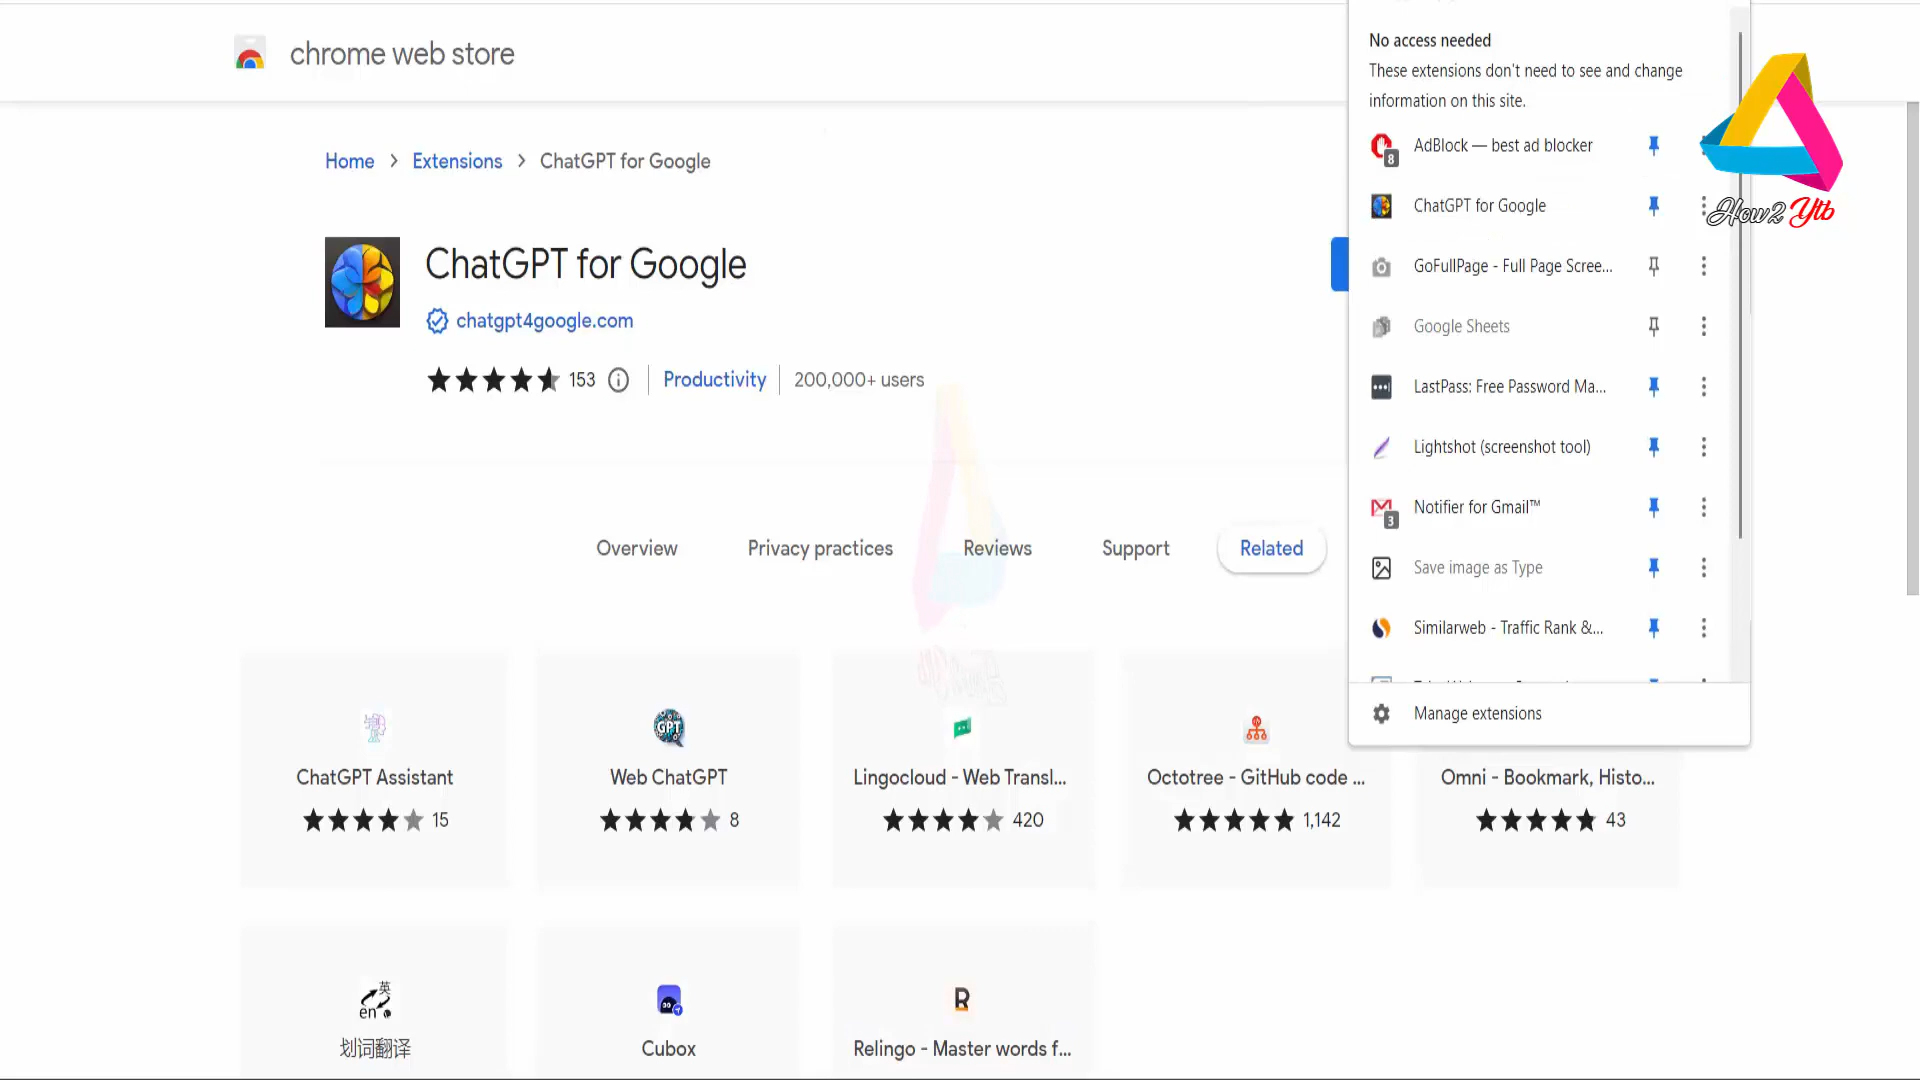 chrome web store
Home > Extensions > ChatGPT for Google
ChatGPT for Google
chatgpt4google.com
153
Productivity
200,000+ users
Overview
Privacy practices
Reviews
Support
Related
ChatGPT Assistant
15
Web ChatGPT
8
Lingocloud - Web Transl...
420
Octotree - GitHub code ...
1,142
Omni - Bookmark, Histo...
43
划词翻译
Cubox
Relingo - Master words f...
No access needed
These extensions don't need to see and change
information on this site.
AdBlock — best ad blocker
8
ChatGPT for Google
GoFullPage - Full Page Scree...
Google Sheets
LastPass: Free Password Ma...
Lightshot (screenshot tool)
Notifier for Gmail™
3
Save image as Type
Similarweb - Traffic Rank &...
Manage extensions
How2 Ytb
GPT
英
en
R